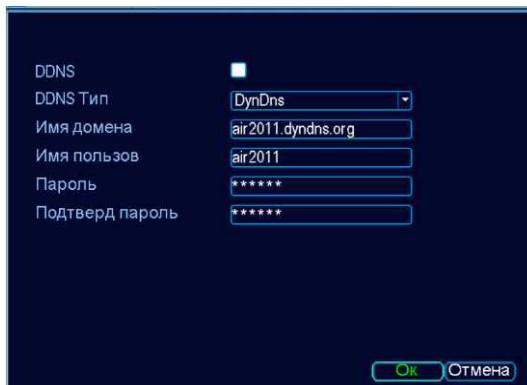 DDNS
DDNS Тип DynDns
Имя домена air2011.dyndns.org
Имя пользов air2011
Пароль ******
Подтверд пароль ******
Ок Отмена